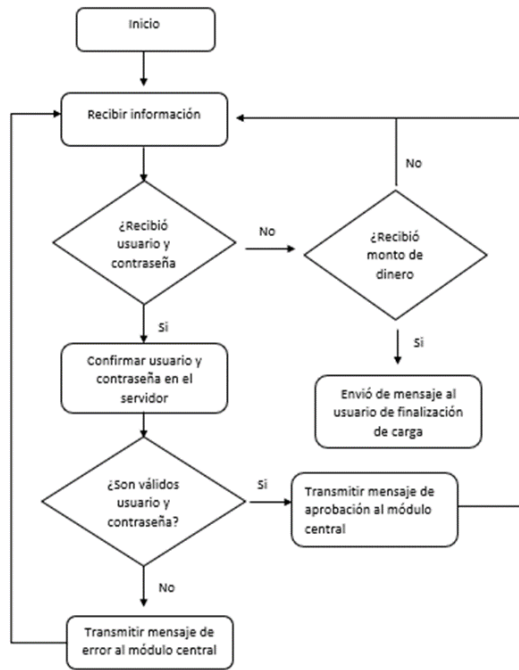 Inicio
Recibir información
No
¿Recibió
usuario y
contraseña
No
¿Recibió
monto de
dinero
Si
Si
Confirmar usuario y
contraseña en el
servidor
Envió de mensaje al
usuario de finalización
de carga
¿Son válidos
usuario y
contraseña?
Si
Transmitir mensaje de
aprobación al módulo
central
No
Transmitir mensaje de
error al módulo central